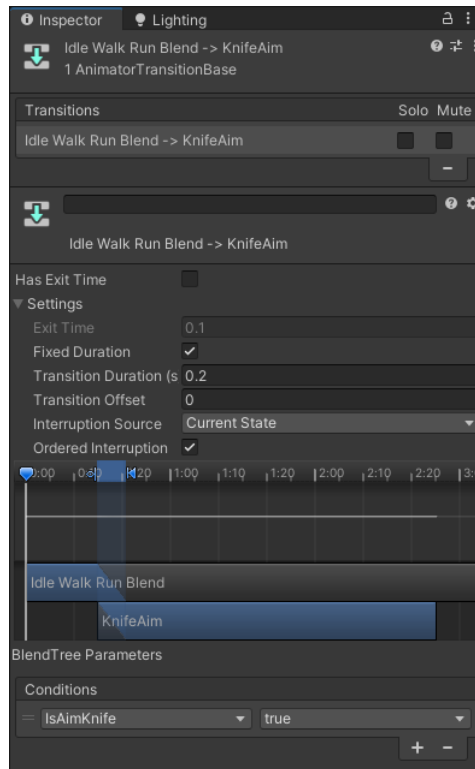 Inspector Lighting
Idle Walk Run Blend -> KnifeAim
1 AnimatorTransitionBase
Transitions Solo Mute
Idle Walk Run Blend -> KnifeAim
Idle Walk Run Blend -> KnifeAim
Has Exit Time
Settings
Exit Time 0.1
Fixed Duration
Transition Duration (s 0.2
Transition Offset 0
Interruption Source Current State
Ordered Interruption
1:00 1:10 1:20 2:00 2:10 2:20
Idle Walk Run Blend
KnifeAim
BlendTree Parameters
Conditions
IsAimKnife true